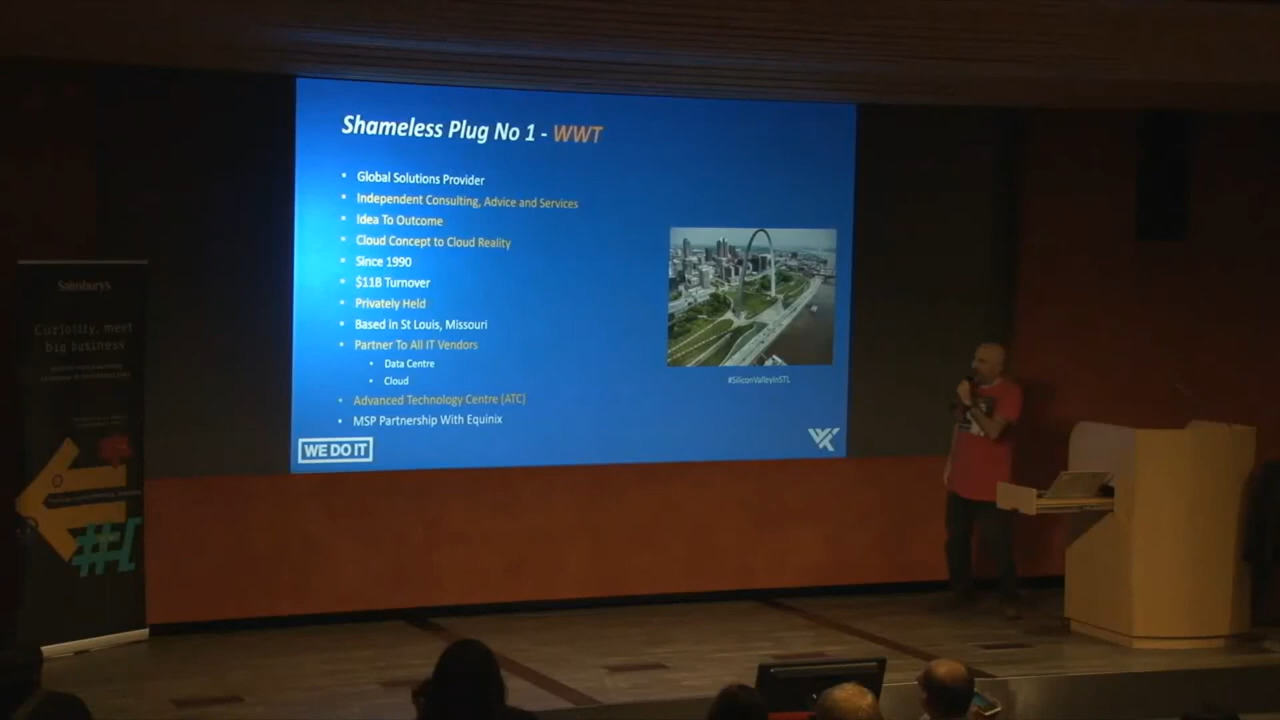 Shameless Plug No 1 - WWT
Global Solutions Provider
Independent Consulting, Advice and Services
Idea To Outcome
Cloud Concept to Cloud Reality
Since 1990
$11B Turnover
Privately Held
Based in St Louis, Missouri
Partner To All IT Vendors
Data Centre
Cloud
Advanced Technology Centre (ATC)
MSP Partnership With Equinix
#SiliconValleyInSTL
WE DO IT
Sainsbury's
Curiosity, meet
big business